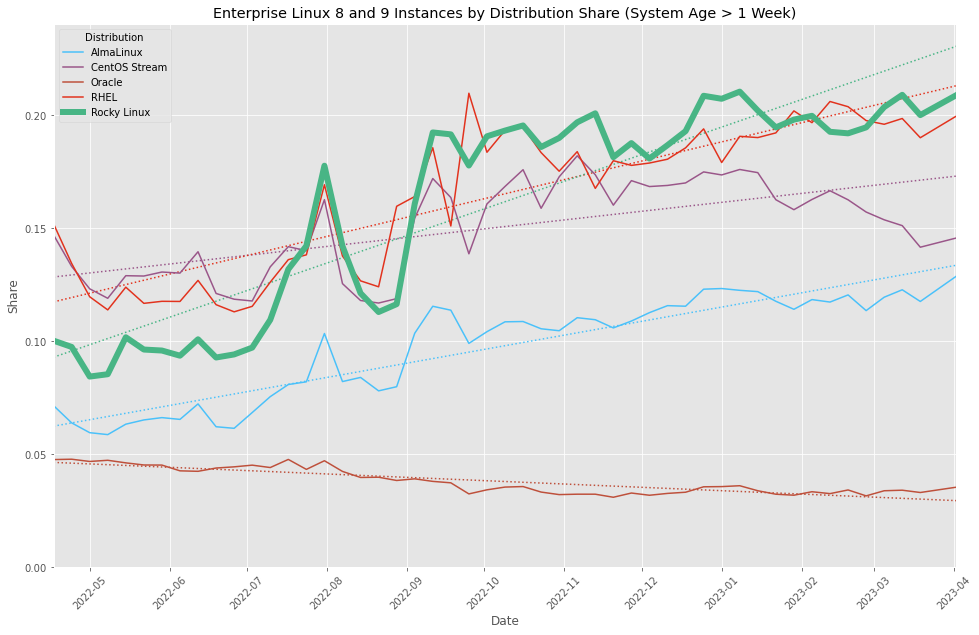 Enterprise Linux 8 and 9 Instances by Distribution Share (System Age > 1 Week)
Distribution
AlmaLinux
CentOS Stream
Oracle
RHEL
Rocky Linux
Share
0.20
0.15
0.10
0.05
0.00
2022-05
2022-06
2022-07
2022-08
2022-09
2022-10
2022-11
2022-12
2023-01
2023-02
2023-03
2023-04
Date